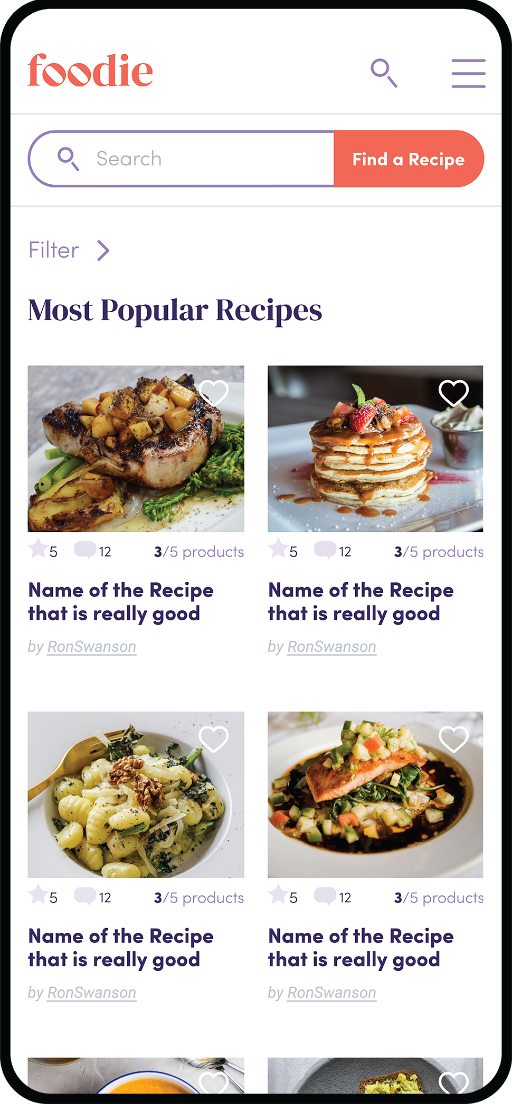 foodie
Search
Find a Recipe
Filter
Most Popular Recipes
5 12 3/5 products
Name of the Recipe
that is really good
by RonSwanson
5 12 3/5 products
Name of the Recipe
that is really good
by RonSwanson
5 12 3/5 products
Name of the Recipe
that is really good
by RonSwanson
5 12 3/5 products
Name of the Recipe
that is really good
by RonSwanson